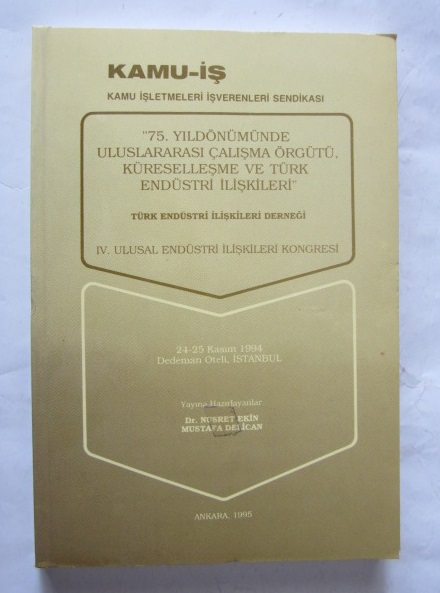 KAMU-İŞ
KAMU İŞLETMELERİ İŞVERENLERİ SENDİKASI
"75. YILDÖNÜMÜNDE
ULUSLARARASI ÇALIŞMA ÖRGÜTÜ,
KÜRESELLEŞME VE TÜRK
ENDÜSTRİ İLİŞKİLERİ"
TÜRK ENDÜSTRİ İLİŞKİLERİ DERNEĞİ
IV. ULUSAL ENDÜSTRİ İLİŞKİLERİ KONGRESİ
24-25 Kasım 1994
Dedeman Oteli, İSTANBUL
Yayına Hazırlayanlar
Dr. NUSRET EKİN
MUSTAFA DELİCAN
ANKARA, 1995